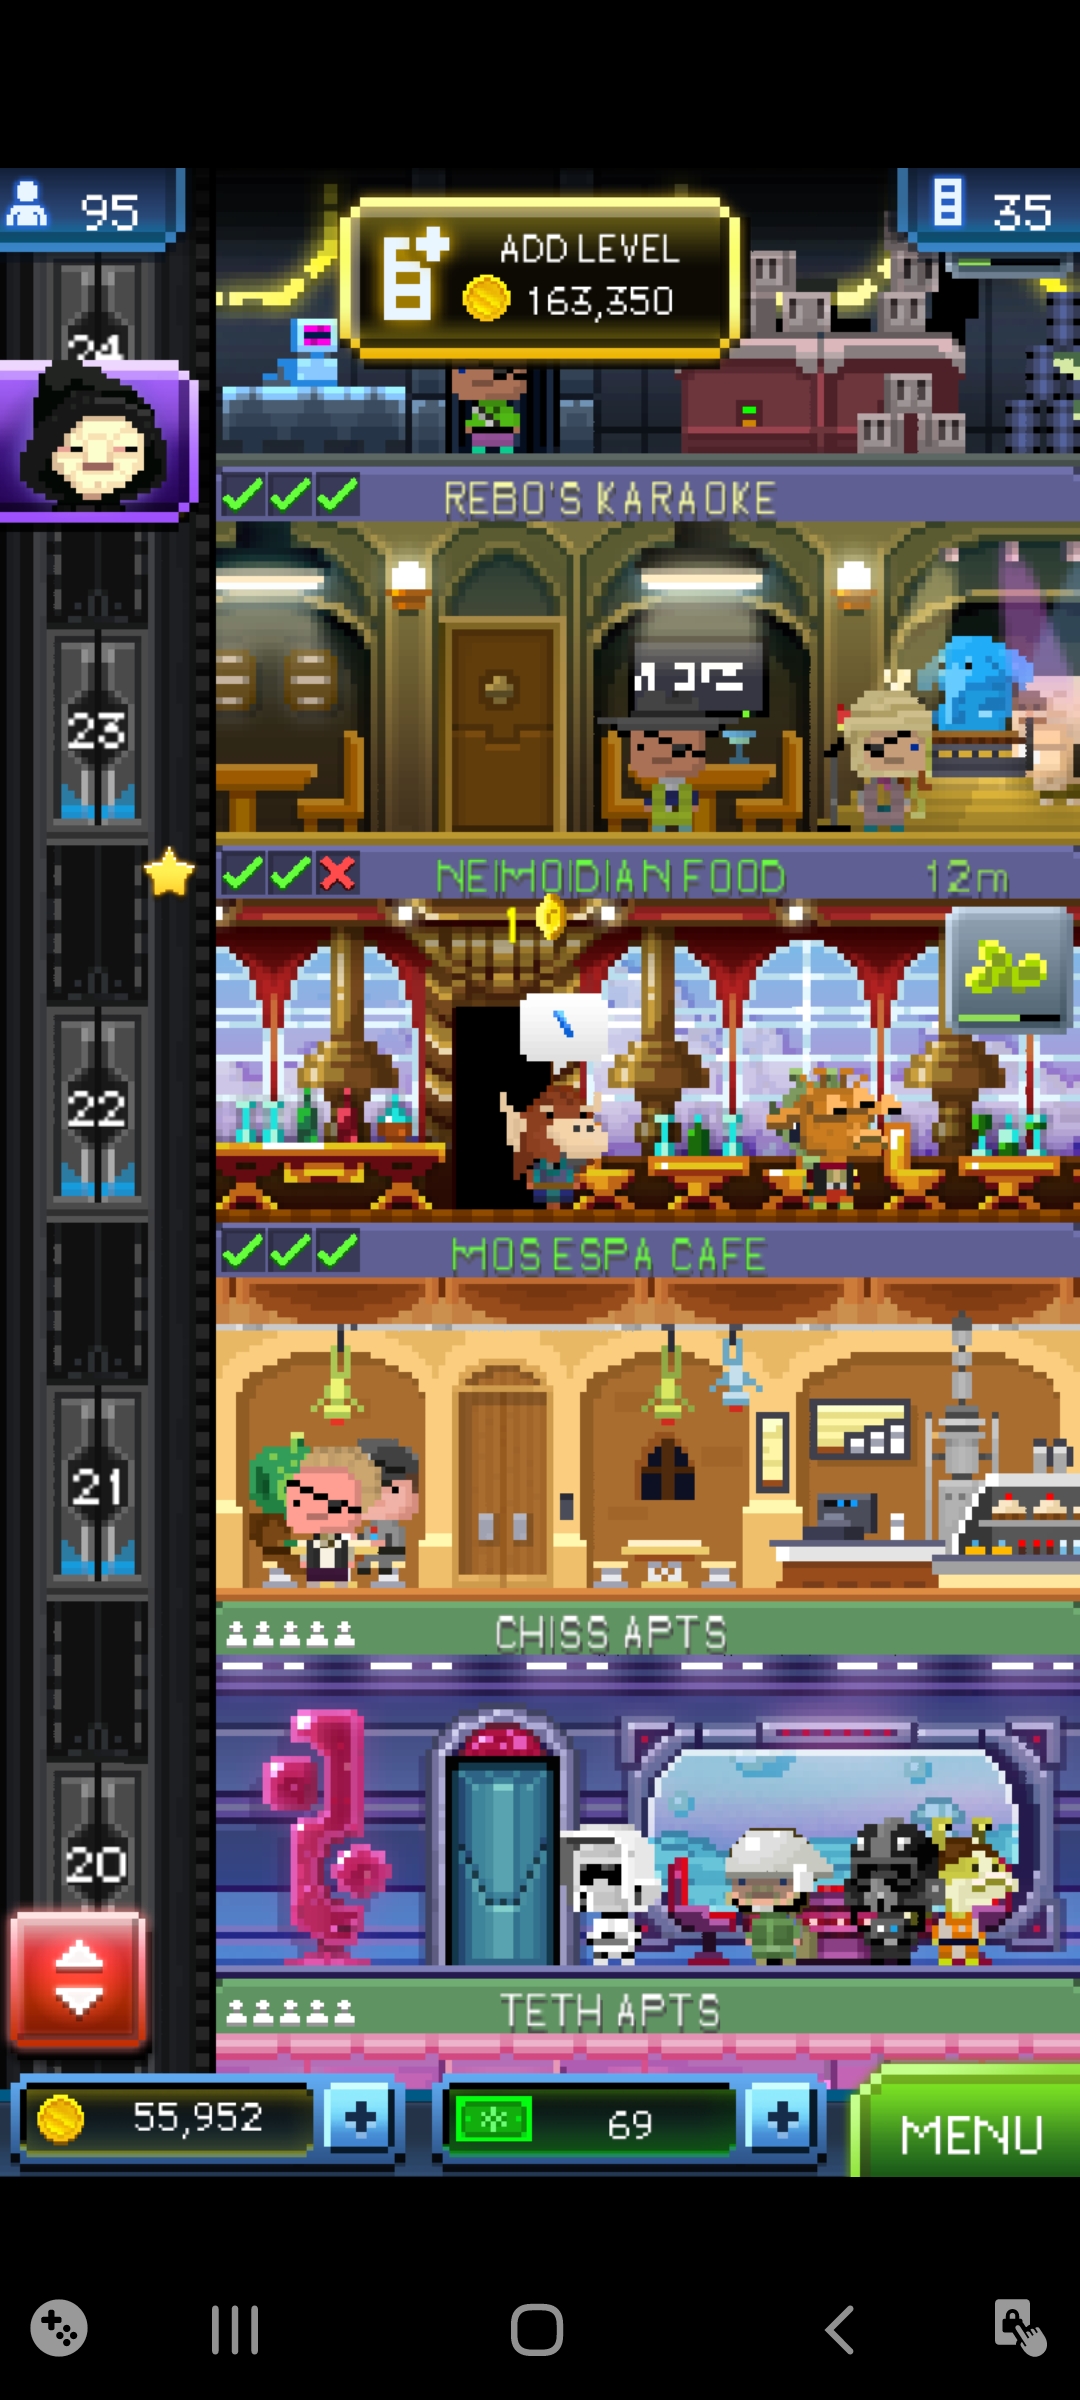 95
ADD LEVEL
163,350
35
24
REBO'S KARAOKE
23
NEIMOIDIAN FOOD 12m
1
22
MOS ESPA CAFE
21
CHISS APTS
20
TETH APTS
55,952
69
MENU